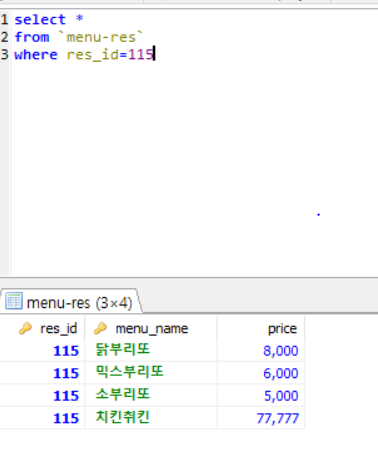 1 select *
2 from `menu-res`
3 where res_id=115
menu-res (3×4)
res_id menu_name price
115 닭부리또 8,000
115 믹스부리또 6,000
115 소부리또 5,000
115 치킨취킨 77,777